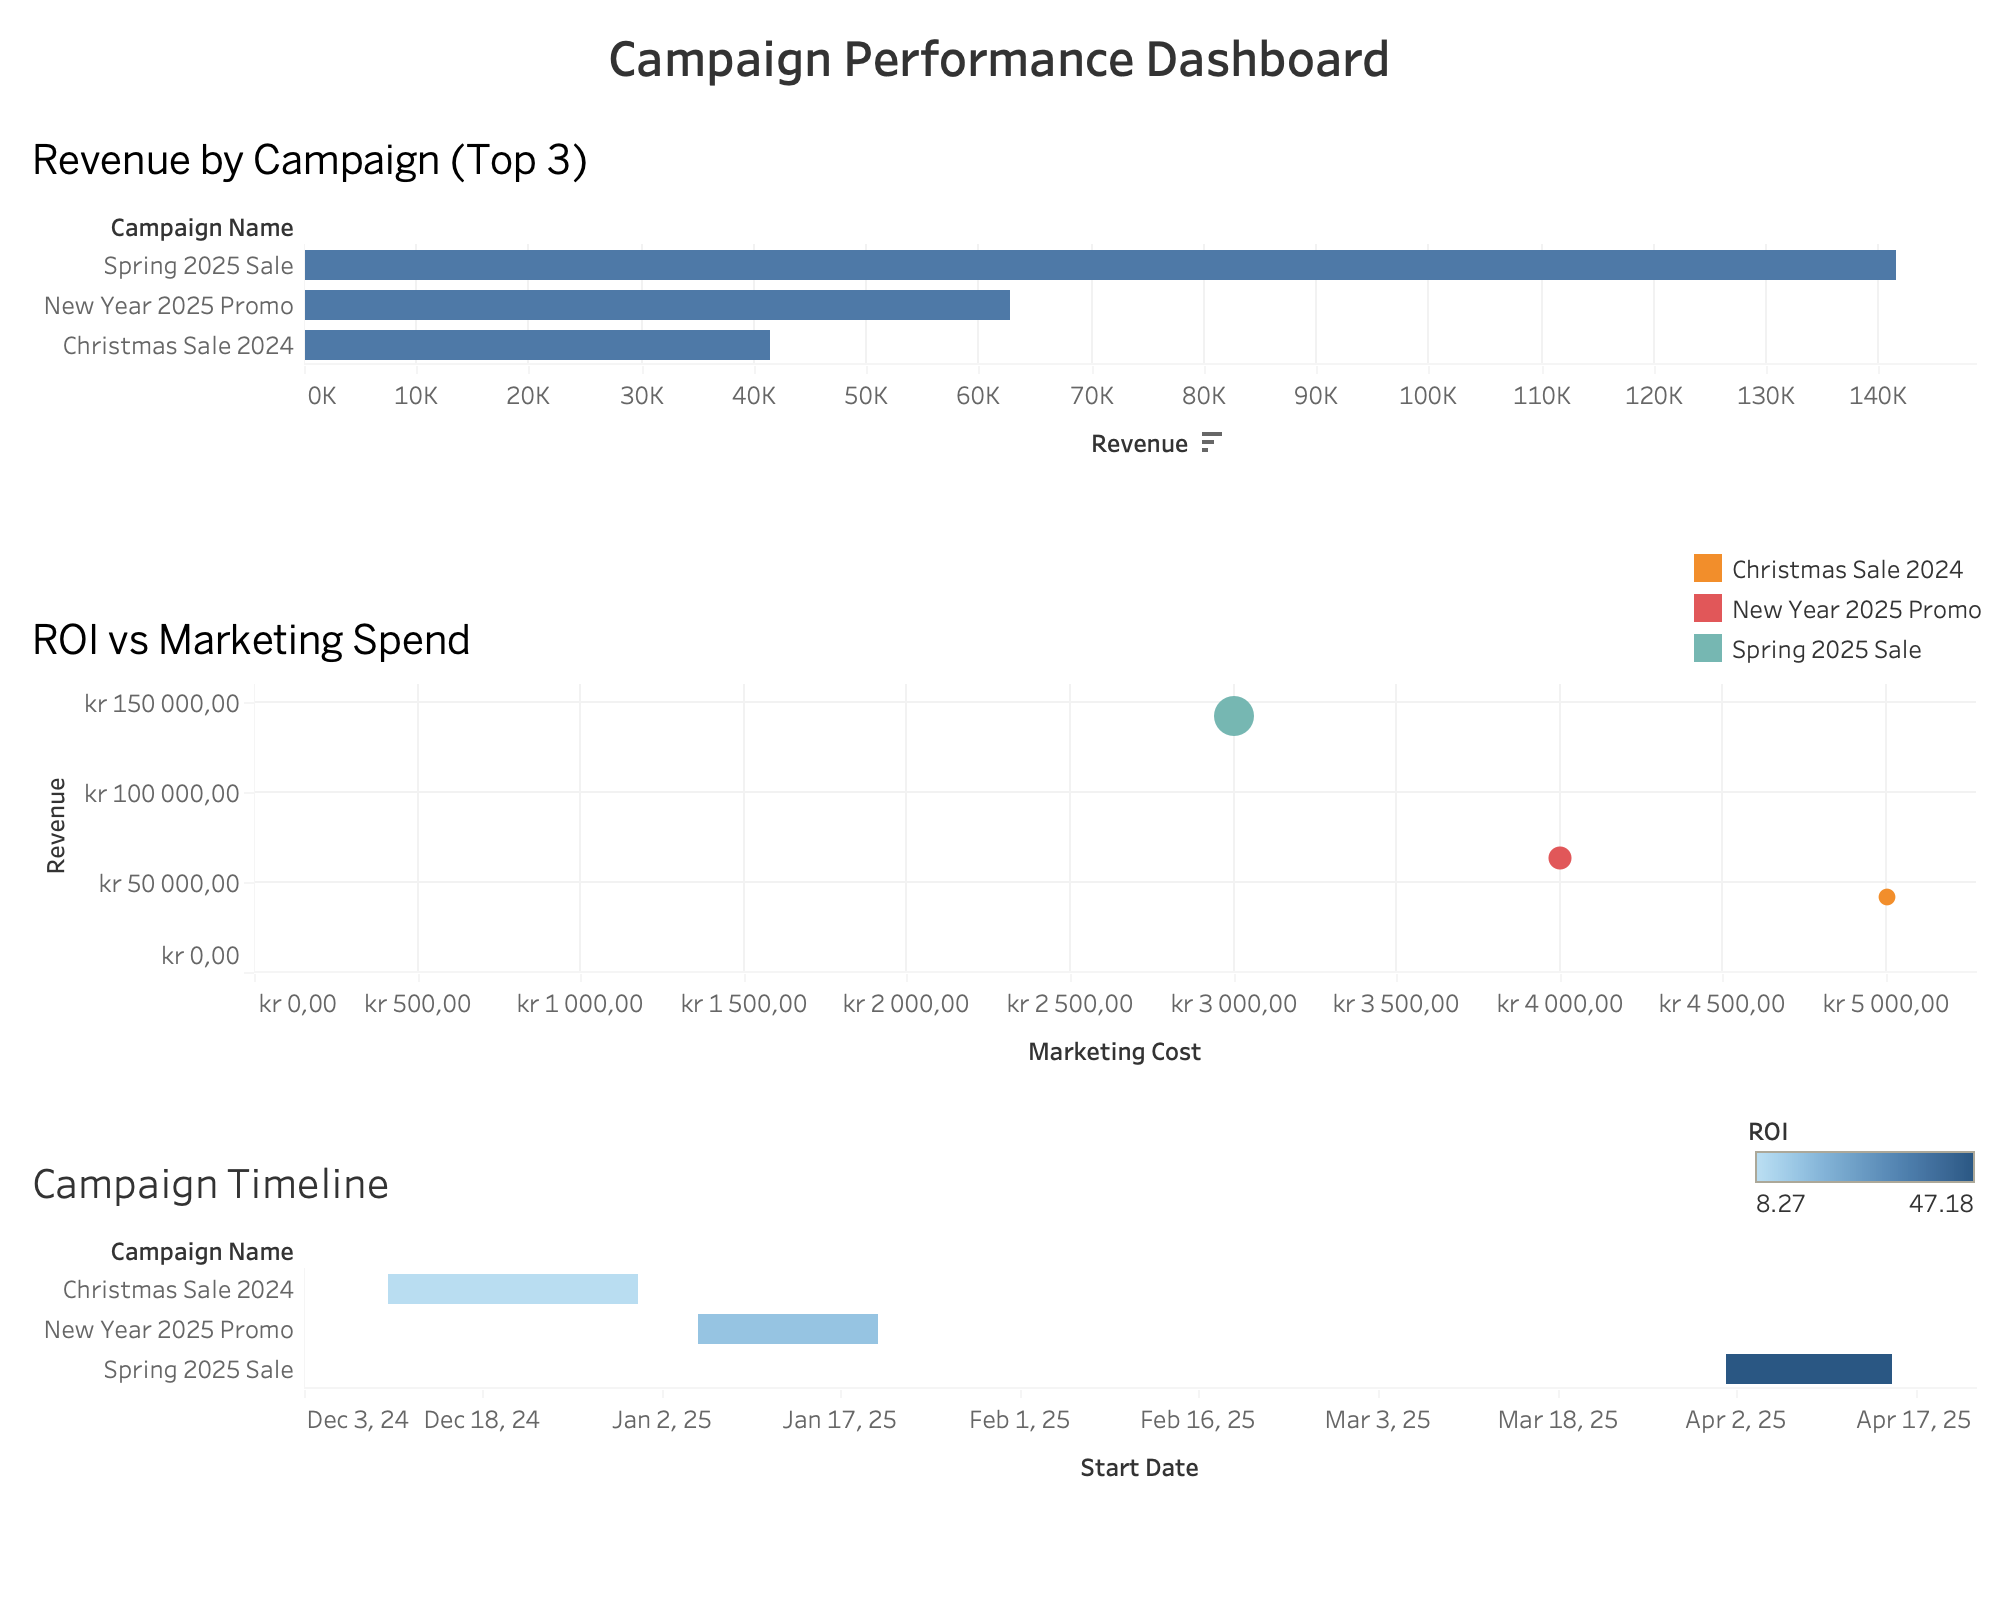 Campaign Performance Dashboard
Revenue by Campaign (Top 3)
Campaign Name
Spring 2025 Sale
New Year 2025 Promo
Christmas Sale 2024
0K 10K 20K 30K 40K 50K 60K 70K 80K 90K 100K 110K 120K 130K 140K
Revenue
Christmas Sale 2024
New Year 2025 Promo
Spring 2025 Sale
ROI vs Marketing Spend
kr 150 000,00
kr 100 000,00
kr 50 000,00
kr 0,00
Revenue
kr 0,00 kr 500,00 kr 1 000,00 kr 1 500,00 kr 2 000,00 kr 2 500,00 kr 3 000,00 kr 3 500,00 kr 4 000,00 kr 4 500,00 kr 5 000,00
Marketing Cost
ROI
8.27 47.18
Campaign Timeline
Campaign Name
Christmas Sale 2024
New Year 2025 Promo
Spring 2025 Sale
Dec 3, 24 Dec 18, 24 Jan 2, 25 Jan 17, 25 Feb 1, 25 Feb 16, 25 Mar 3, 25 Mar 18, 25 Apr 2, 25 Apr 17, 25
Start Date